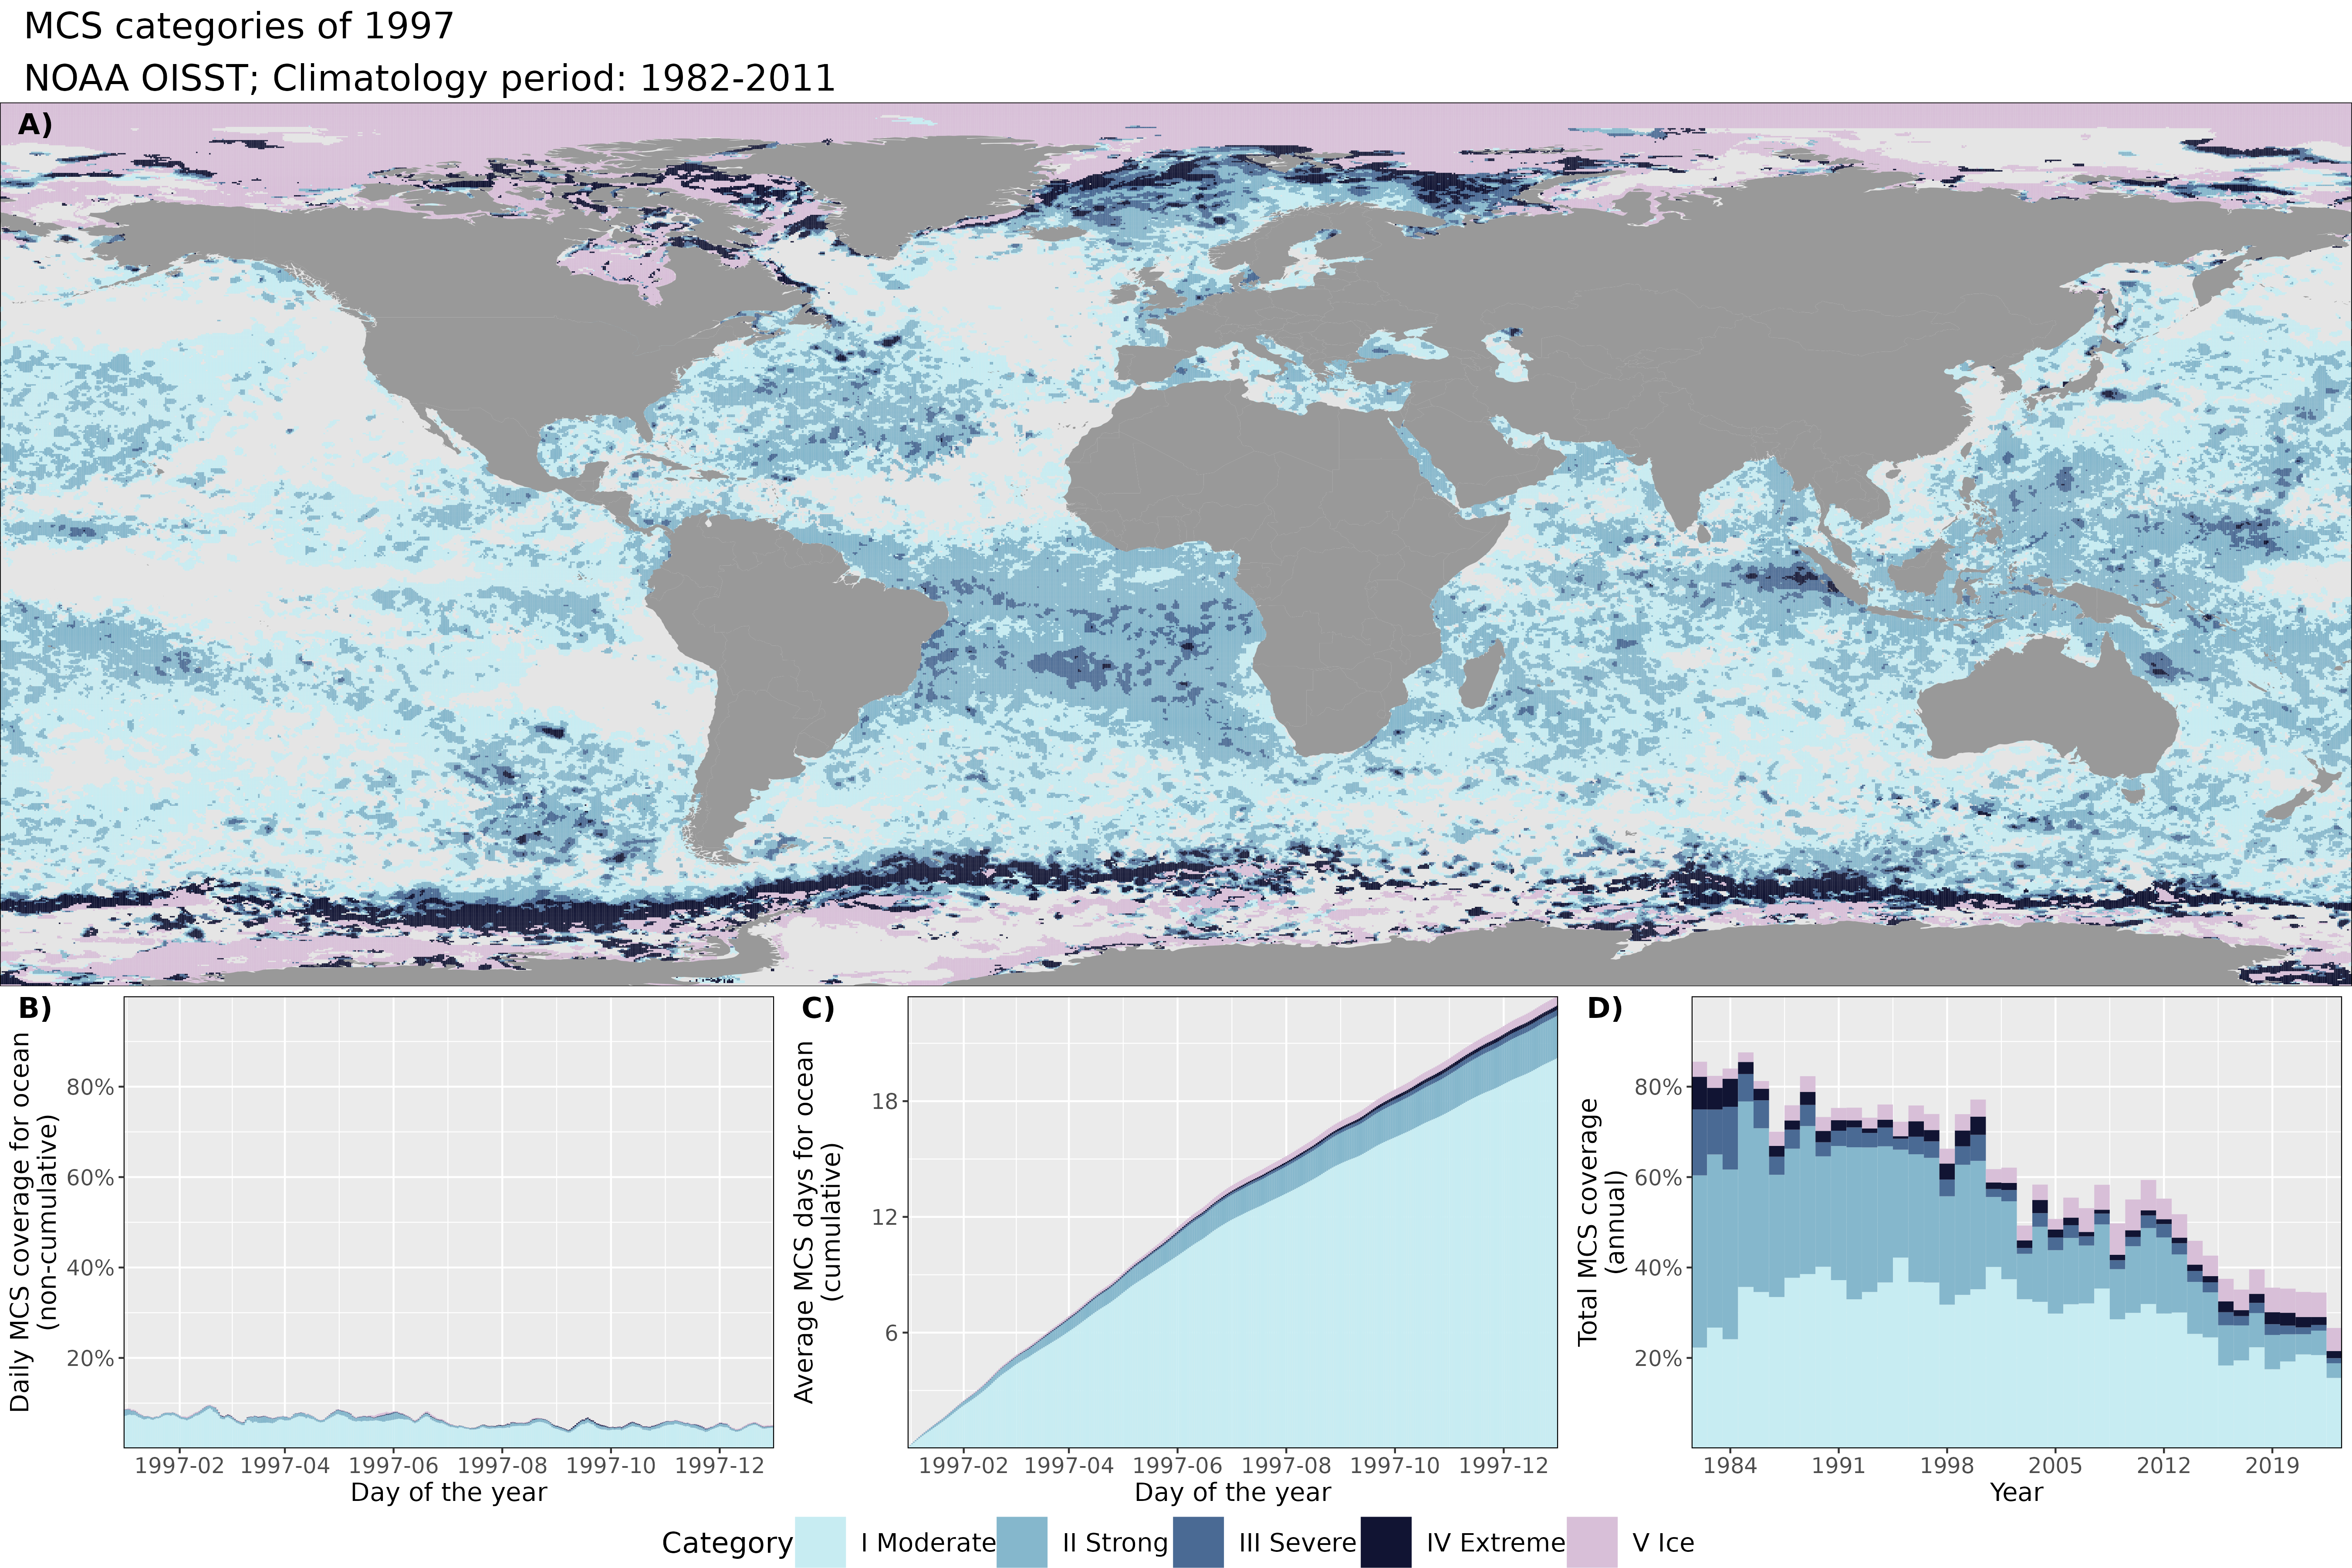 MCS categories of 1997
NOAA OISST; Climatology period: 1982-2011
A)
B)
Daily MCS coverage for ocean
(non-cumulative)
80%
60%
40%
20%
1997-02 1997-04 1997-06 1997-08 1997-10 1997-12
Day of the year
C)
Average MCS days for ocean
(cumulative)
18
12
6
1997-02 1997-04 1997-06 1997-08 1997-10 1997-12
Day of the year
D)
Total MCS coverage
(annual)
80%
60%
40%
20%
1984 1991 1998 2005 2012 2019
Year
Category I Moderate II Strong III Severe IV Extreme V Ice